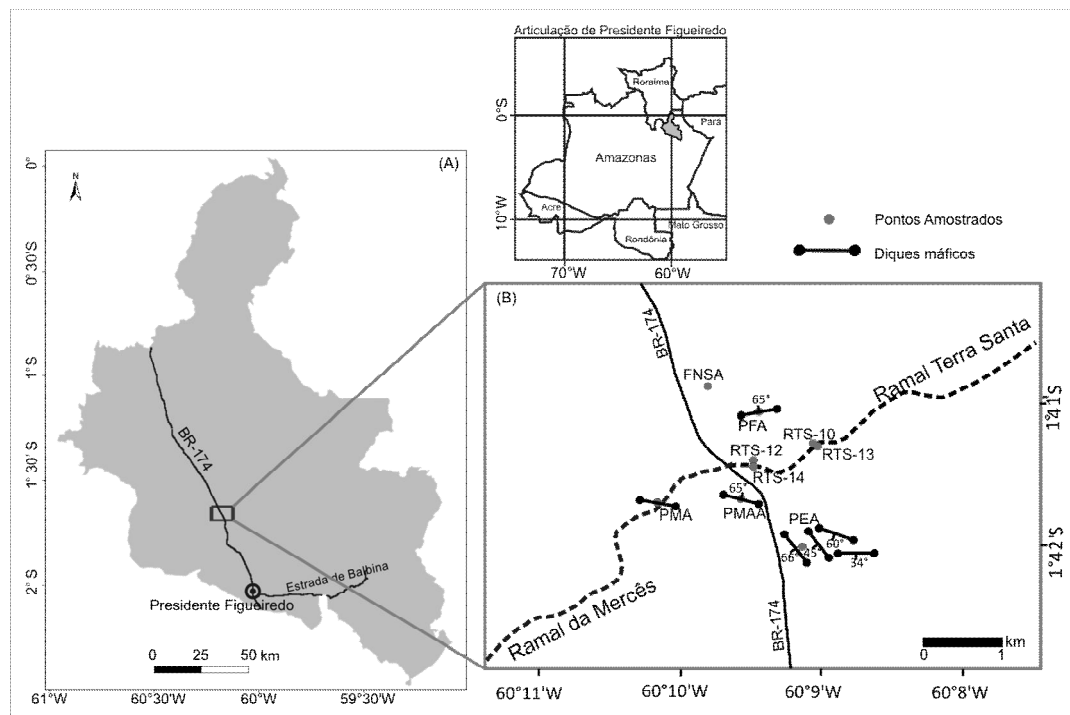 Articulação de Presidente Figueiredo
Roraima
Pará
Amazonas
Acre
Mato Grosso
Rondônia
0°S
10°W
70°W
60°W
Pontos Amostrados
Diques máficos
(A)
N
0°
0°30'S
1°S
1°30' S
2°S
BR-174
Estrada de Balbina
Presidente Figueiredo
0 25 50 km
61°W
60°30'W
60°W
59°30'W
(B)
BR-174
Ramal Terra Santa
FNSA
65°
PFA
RTS-10
RTS-13
RTS-12
RTS-14
65°
PMA
PMAA
PEA
60°
66°
45°
34°
Ramal da Mercês
BR-174
km
0 1
1°41'S
1°42'S
60°11'W
60°10'W
60°9'W
60°8'W